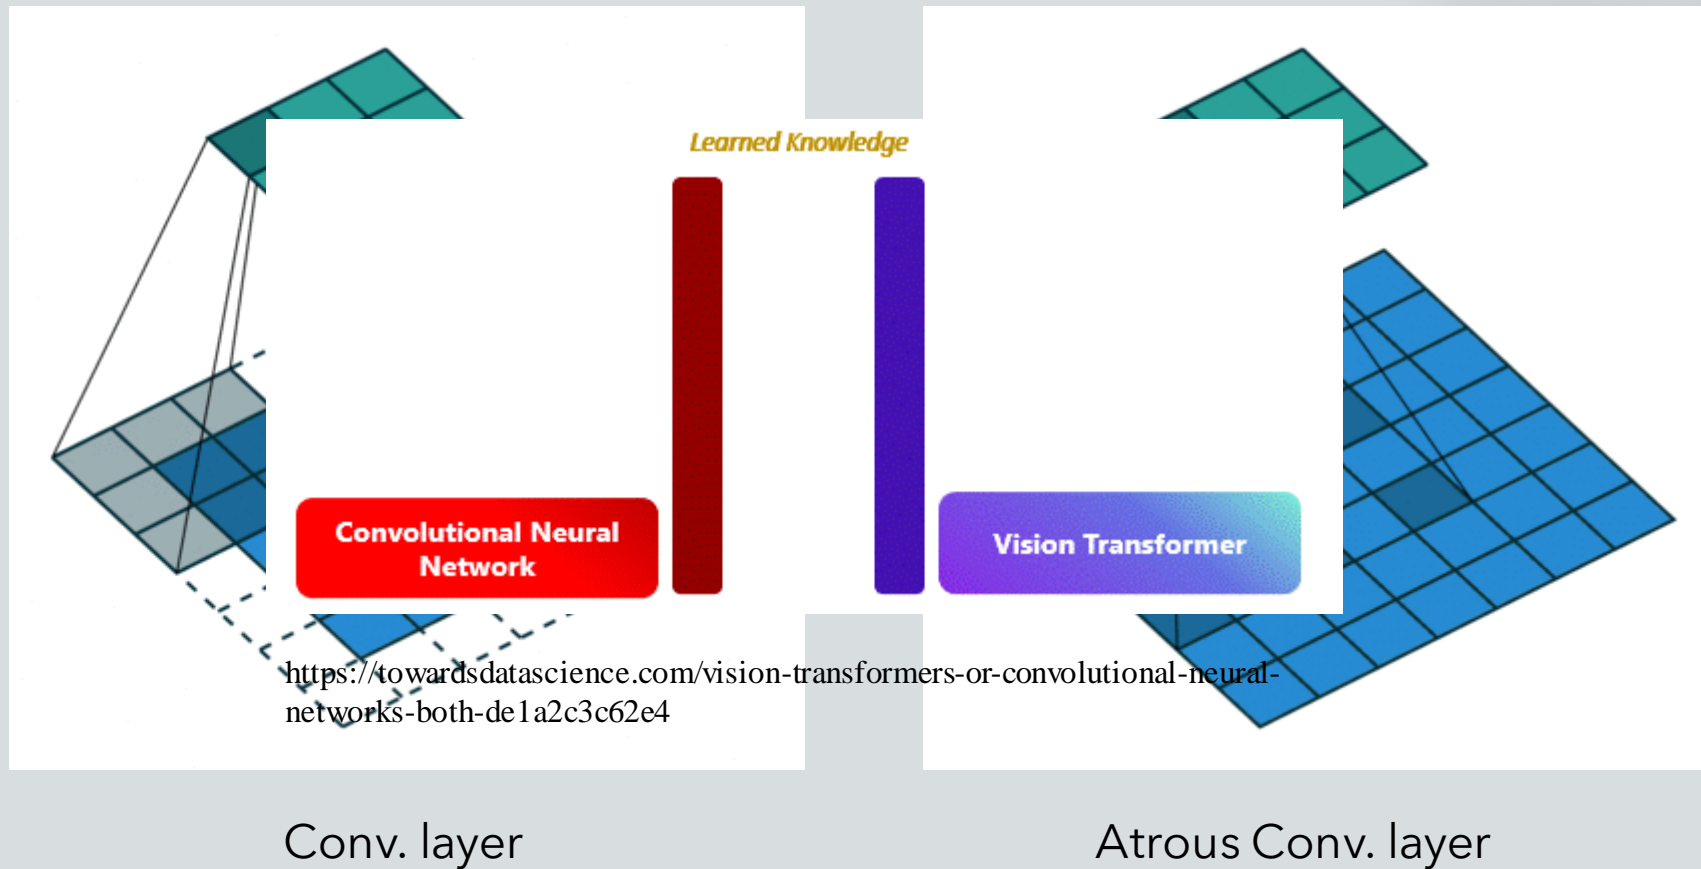 Learned Knowledge
Convolutional Neural
Network
Vision Transformer
https://towardsdatascience.com/vision-transformers-or-convolutional-neural-
networks-both-de1a2c3c62e4
Conv. layer
Atrous Conv. layer